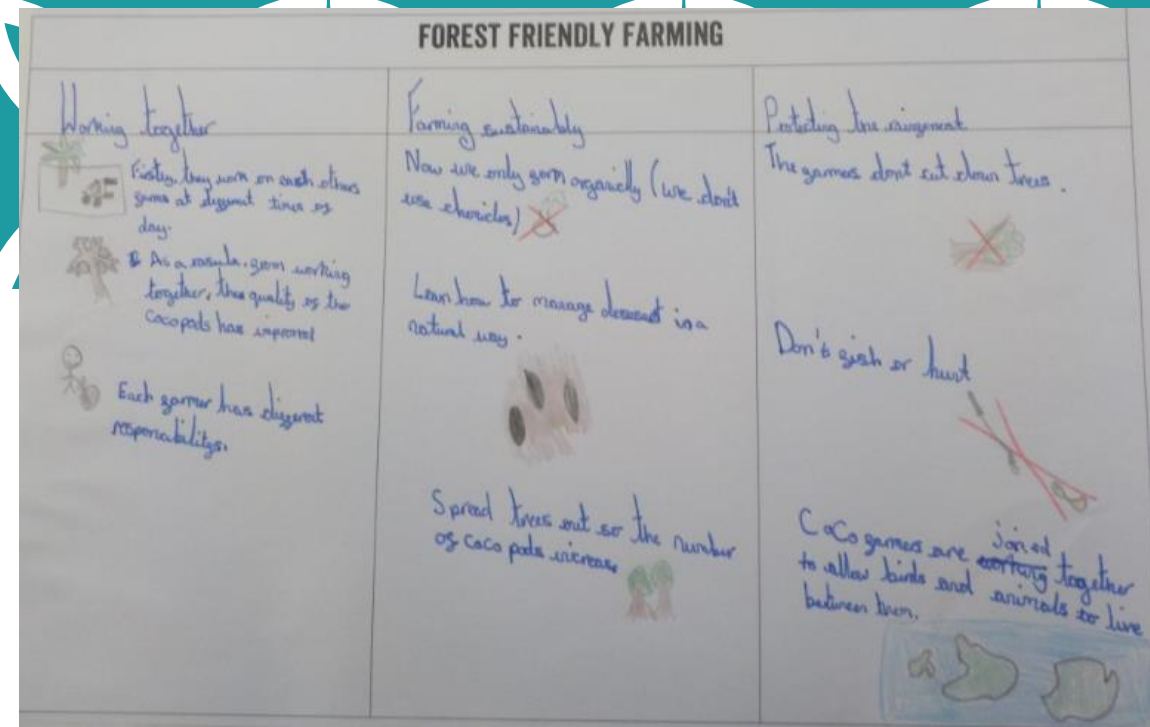 FOREST FRIENDLY FARMING
Working together
Firstly, they work on each others
farms at different times of
day.
As a result, from working
together, the quality of the
Cocopods has improved
Each farmer has different
responsibilitys.
Farming sustainably
Now we only farm organiclly (we don't
use chemicles)
Learn how to manage in a
natural way.
Spread trees out so the number
of coco pods increase
Protecting the
The farmers dont cut down trees.
Don't fish or hunt
CoCo farmers are joined together
to allow birds and animals to live
between them.